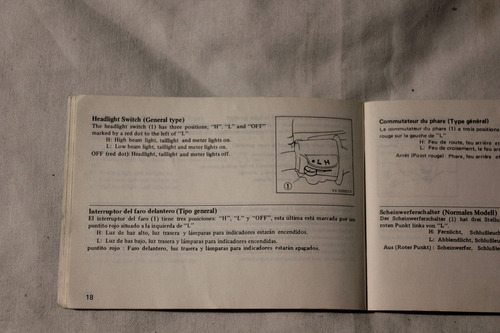 Headlight Switch (General type)
The headlight switch (1) has three positions; "H", "L" and "OFF"
marked by a red dot to the left of "L"
H: High beam light, taillight and meter lights on.
L: Low beam light, taillight and meter lights on.
OFF (red dot): Headlight, taillight and meter lights off.
• L H
1
Interruptor del faro delantero (Tipo general)
El interruptor del faro (1) tiene tres posiciones: "H", "L" y "OFF", esta última está marcada por un
puntito rojo situado a la izquierda de "L"
H: Luz de haz alto, luz trasera y lámparas para indicadores estarán encendidos.
L: Luz de haz bajo, luz trasera y lámparas para indicadores estarán encendidas.
puntito rojo : Faro delantero, luz trasera y lámparas para indicadores estarán apagados.
18
Commutateur du phare (Type général)
La commutateur du phare (1) a trois positions
rouge sur le gauche de "L"
H: Feu de route, feu arrière et
L: Feu de croisement, le feu arr
Arrêt (Point rouge): Phare, feu arrière et
Scheinwerferschalter (Normales Modell)
Der Scheinwerferschalter (1) hat drei Stellu
roten Punkt links von "L".
H: Fernlicht, Schlußleuch
L: Abblendlicht, Schlußleuc
Aus (Roter Punkt) : Scheinwerfer, Schlußleu